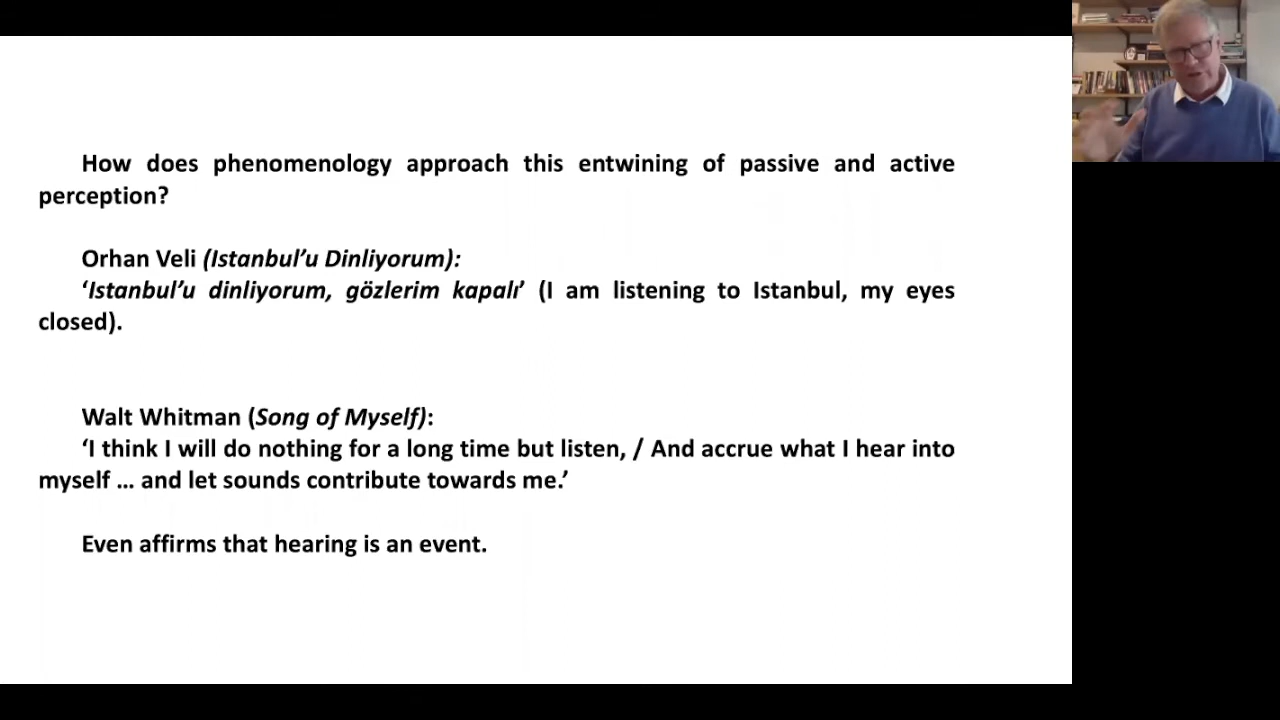 How does phenomenology approach this entwining of passive and active
perception?
Orhan Veli (Istanbul’u Dinliyorum):
‘Istanbul’u dinliyorum, gözlerim kapalı’ (I am listening to Istanbul, my eyes
closed).
Walt Whitman (Song of Myself):
‘I think I will do nothing for a long time but listen, / And accrue what I hear into
myself … and let sounds contribute towards me.’
Even affirms that hearing is an event.